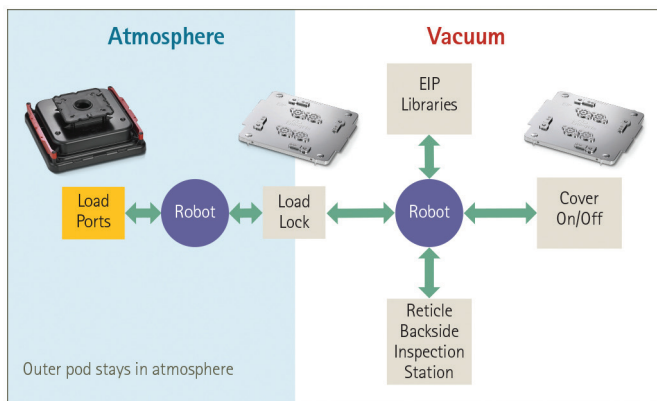 Atmosphere
Vacuum
EIP
Libraries
Load
Ports
Robot
Load
Lock
Robot
Cover
On/Off
Reticle
Backside
Inspection
Station
Outer pod stays in atmosphere